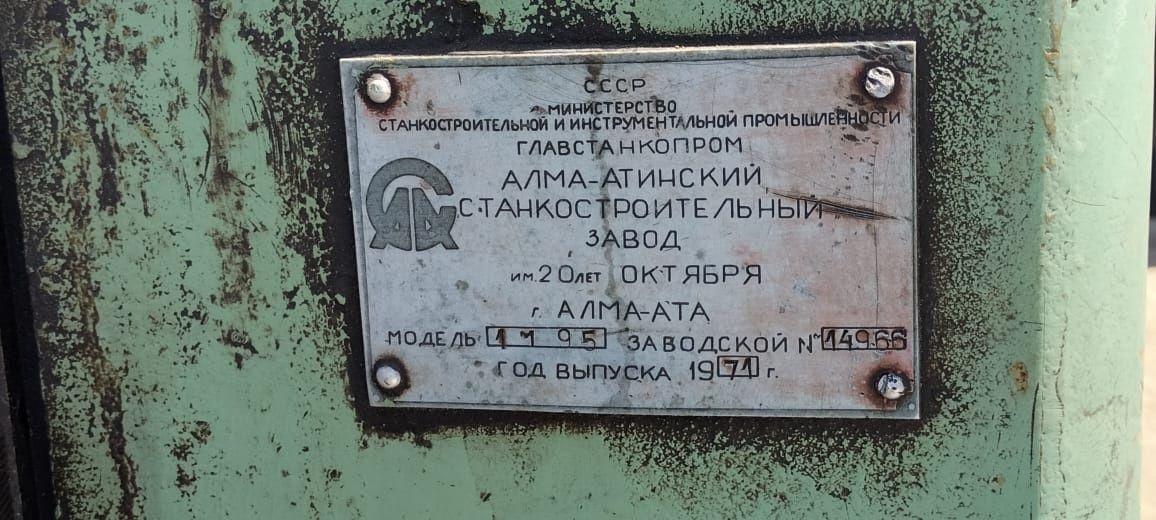 СССР
МИНИСТЕРСТВО
СТАНКОСТРОИТЕЛЬНОЙ И ИНСТРУМЕНТАЛЬНОЙ ПРОМЫШЛЕННОСТИ
ГЛАВСТАНКОПРОМ
АЛМА-АТИНСКИЙ
СТАНКОСТРОИТЕЛЬНЫЙ
ЗАВОД
им. 20 лет ОКТЯБРЯ
г. АЛМА-АТА
МОДЕЛЬ 1М95 ЗАВОДСКОЙ № 14966
ГОД ВЫПУСКА 1971 г.